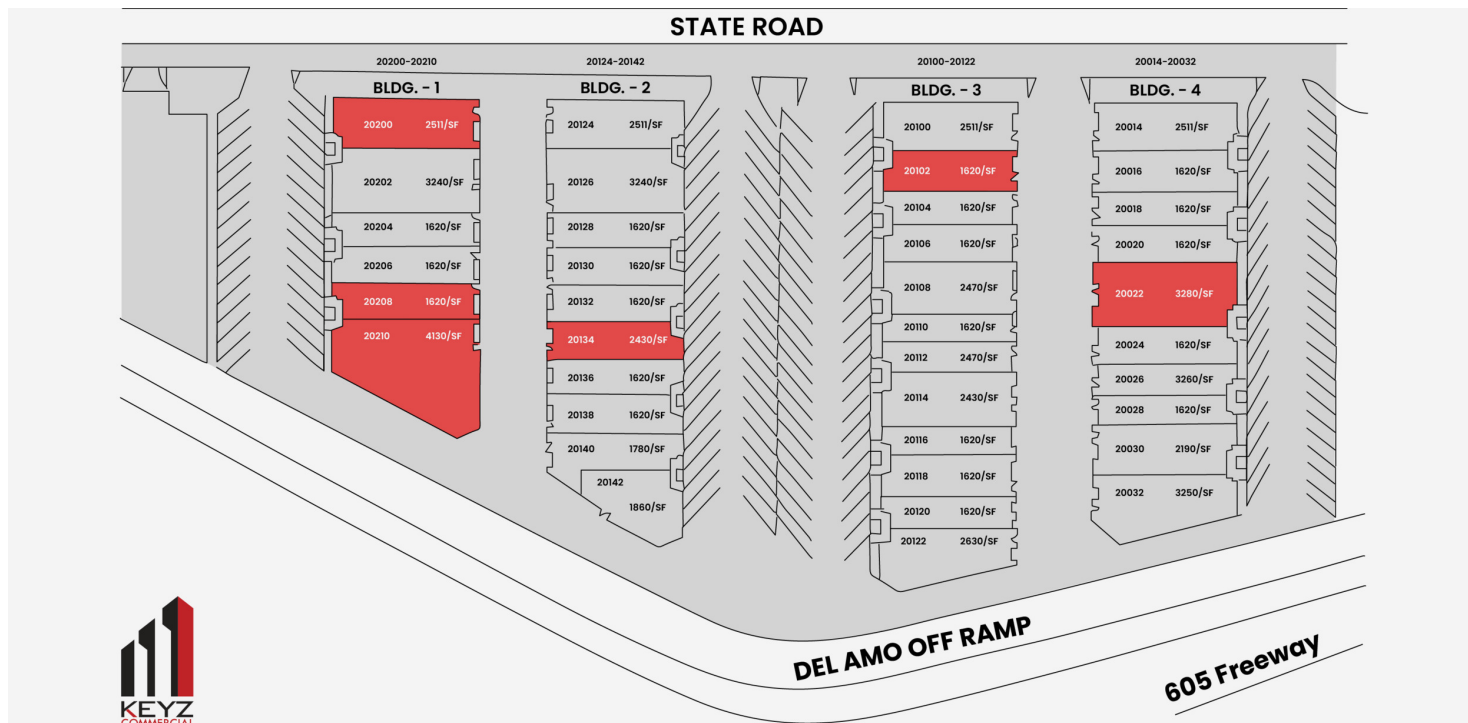 STATE ROAD
20200-20210
20124-20142
20100-20122
20014-20032
BLDG. - 1
BLDG. - 2
BLDG. - 3
BLDG. - 4
20200 2511/SF
20202 3240/SF
20204 1620/SF
20206 1620/SF
20208 1620/SF
20210 4130/SF
20124 2511/SF
20126 3240/SF
20128 1620/SF
20130 1620/SF
20132 1620/SF
20134 2430/SF
20136 1620/SF
20138 1620/SF
20140 1780/SF
20142
1860/SF
20100 2511/SF
20102 1620/SF
20104 1620/SF
20106 1620/SF
20108 2470/SF
20110 1620/SF
20112 2470/SF
20114 2430/SF
20116 1620/SF
20118 1620/SF
20120 1620/SF
20122 2630/SF
20014 2511/SF
20016 1620/SF
20018 1620/SF
20020 1620/SF
20022 3280/SF
20024 1620/SF
20026 3260/SF
20028 1620/SF
20030 2190/SF
20032 3250/SF
DEL AMO OFF RAMP
605 Freeway
KEYZ
COMMERCIAL